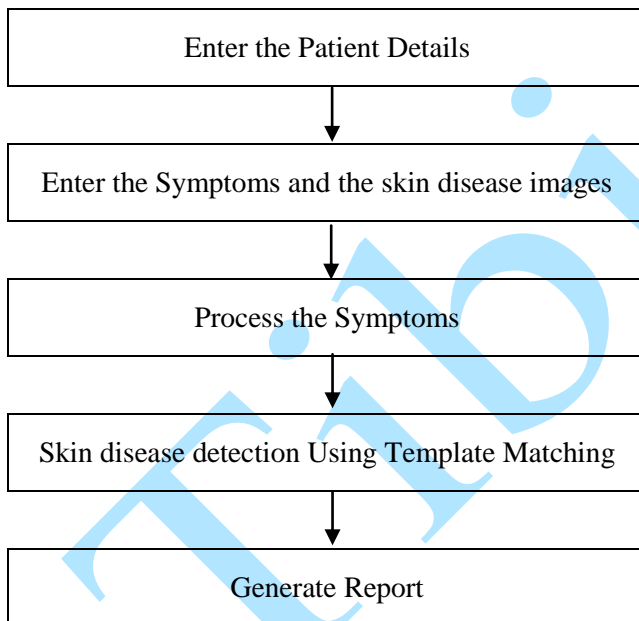 Enter the Patient Details
Enter the Symptoms and the skin disease images
Process the Symptoms
Skin disease detection Using Template Matching
Generate Report
Tibi